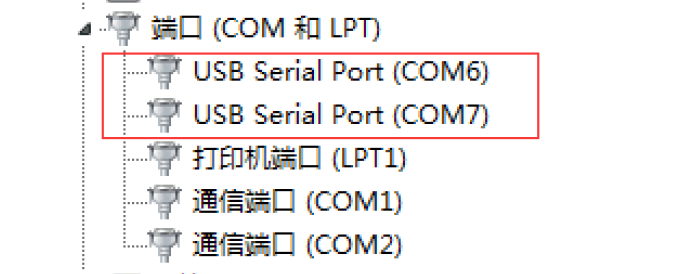 端口 (COM 和 LPT)
USB Serial Port (COM6)
USB Serial Port (COM7)
打印机端口 (LPT1)
通信端口 (COM1)
通信端口 (COM2)